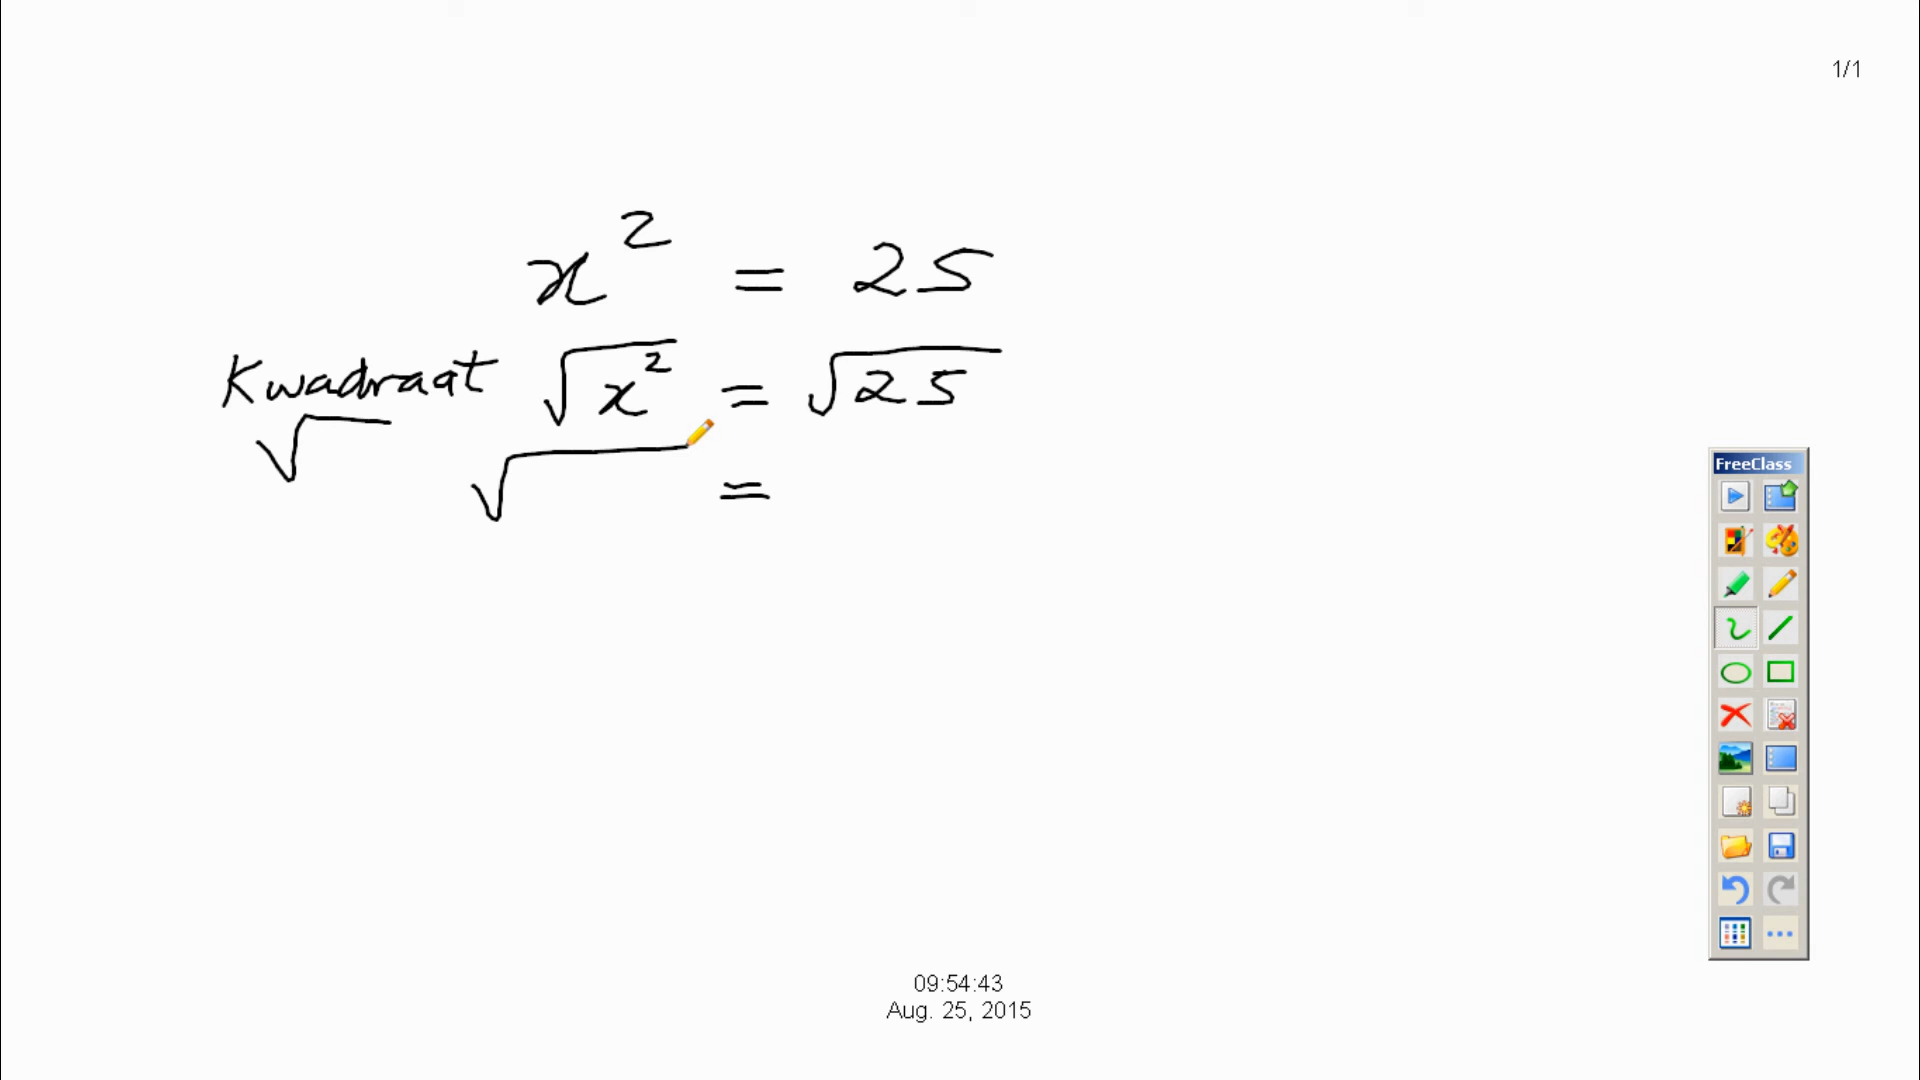 1/1
x² = 25
Kwadraat √x² = √25
√ √ =
FreeClass
09:54:43
Aug. 25, 2015